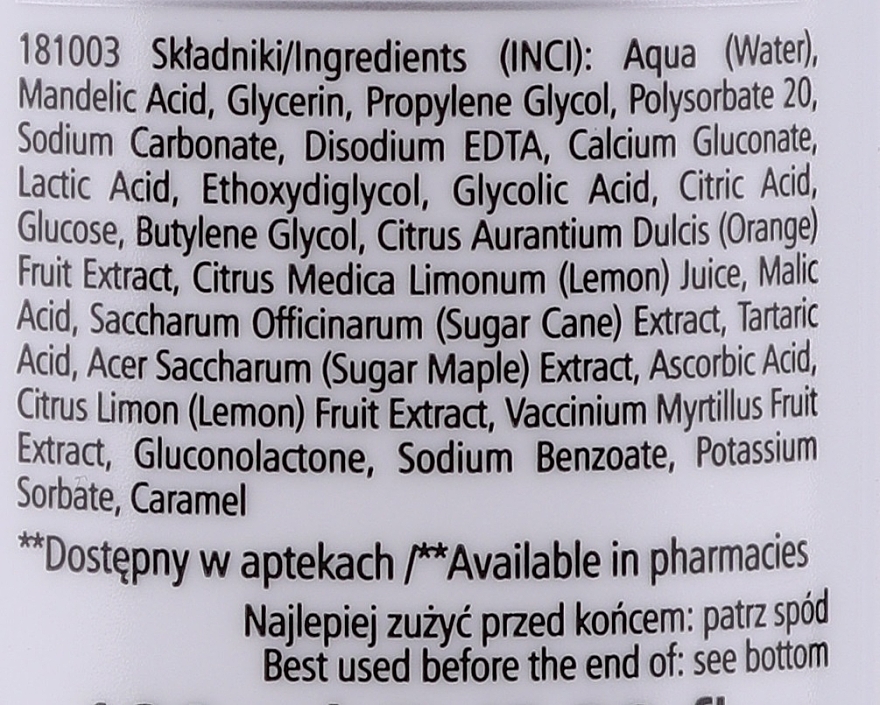 181003 Składniki/Ingredients (INCI): Aqua (Water),
Mandelic Acid, Glycerin, Propylene Glycol, Polysorbate 20,
Sodium Carbonate, Disodium EDTA, Calcium Gluconate,
Lactic Acid, Ethoxydiglycol, Glycolic Acid, Citric Acid,
Glucose, Butylene Glycol, Citrus Aurantium Dulcis (Orange)
Fruit Extract, Citrus Medica Limonum (Lemon) Juice, Malic
Acid, Saccharum Officinarum (Sugar Cane) Extract, Tartaric
Acid, Acer Saccharum (Sugar Maple) Extract, Ascorbic Acid,
Citrus Limon (Lemon) Fruit Extract, Vaccinium Myrtillus Fruit
Extract, Gluconolactone, Sodium Benzoate, Potassium
Sorbate, Caramel
**Dostępny w aptekach /**Available in pharmacies
Najlepiej zużyć przed końcem: patrz spód
Best used before the end of: see bottom